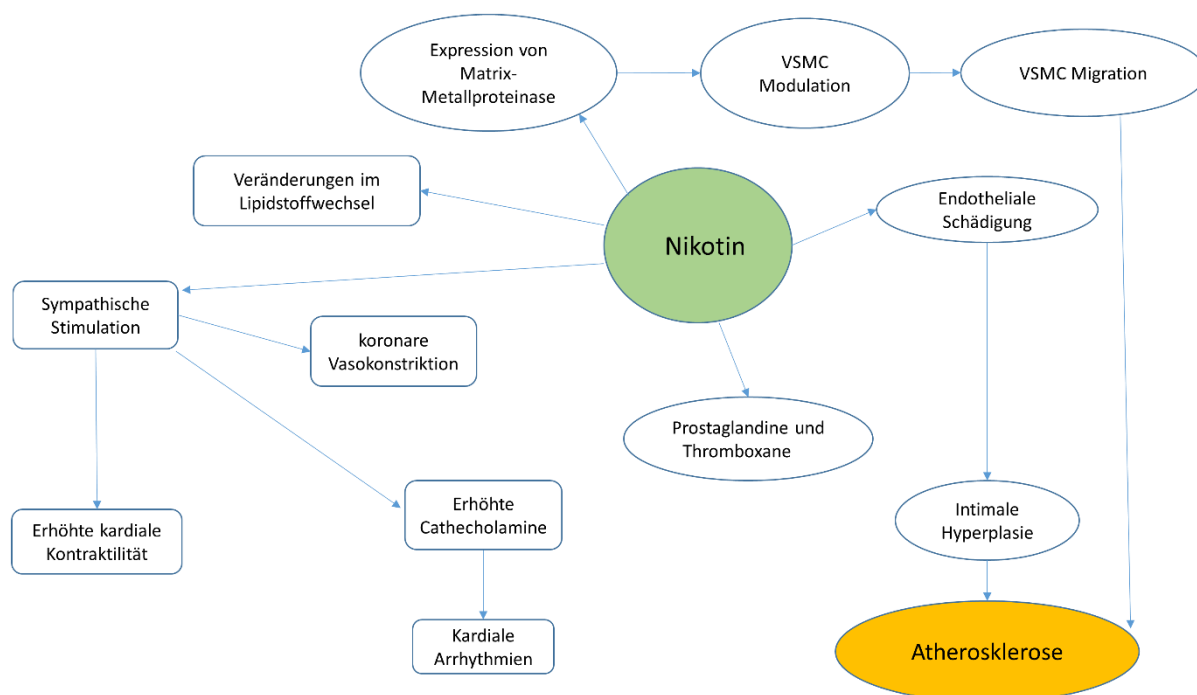 Expression von
Matrix-
Metallproteinase
VSMC
Modulation
VSMC Migration
Veränderungen im
Lipidstoffwechsel
Nikotin
Endotheliale
Schädigung
Sympathische
Stimulation
koronare
Vasokonstriktion
Prostaglandine und
Thromboxane
Erhöhte kardiale
Kontraktilität
Erhöhte
Cathecholamine
Intimale
Hyperplasie
Kardiale
Arrhythmien
Atherosklerose